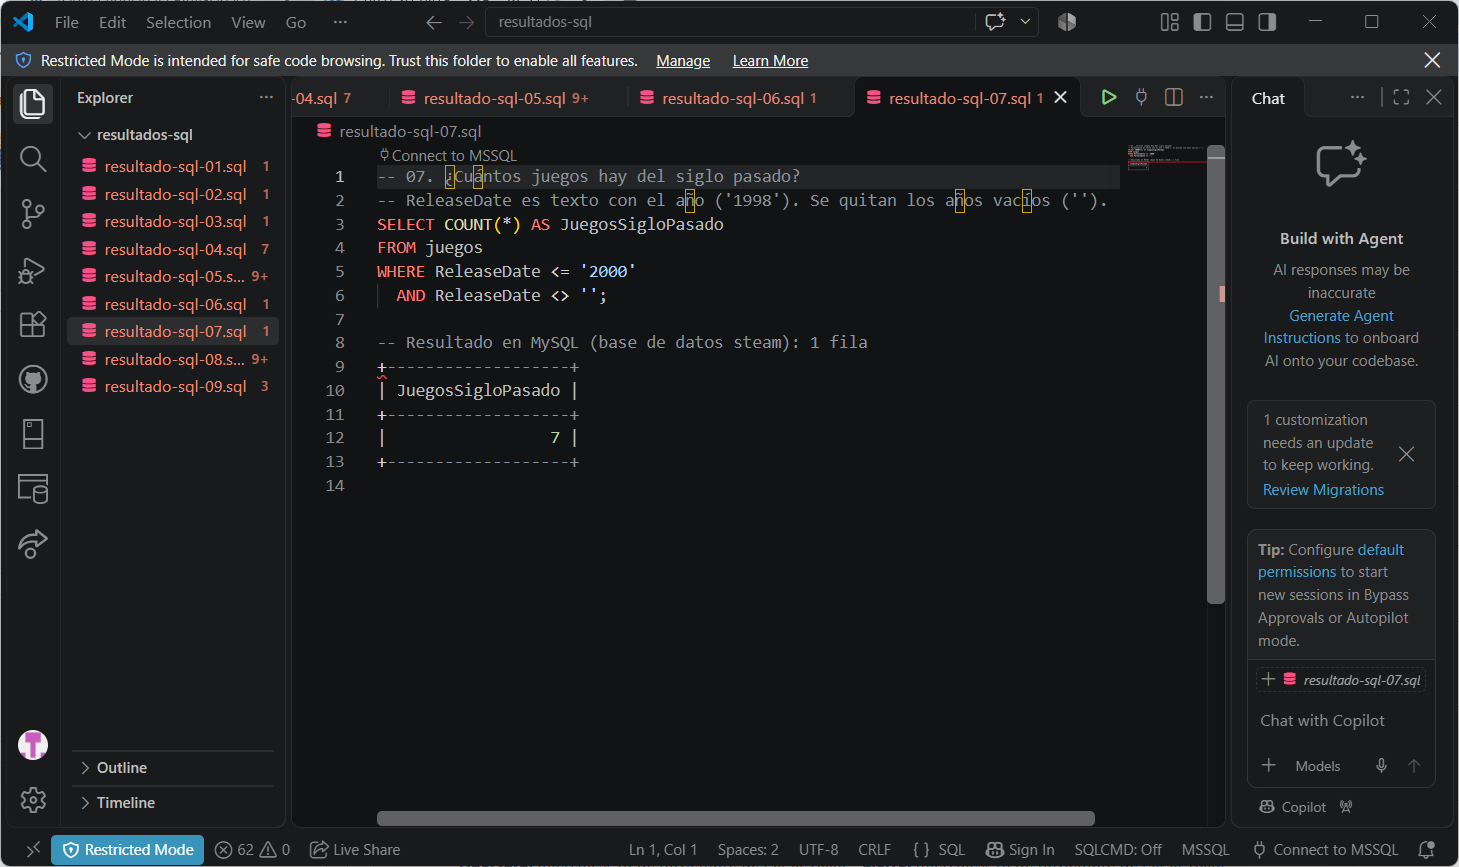 File Edit Selection View Go ··· resultados-sql
Restricted Mode is intended for safe code browsing. Trust this folder to enable all features. Manage Learn More
Explorer
resultados-sql
resultado-sql-01.sql 1
resultado-sql-02.sql 1
resultado-sql-03.sql 1
resultado-sql-04.sql 7
resultado-sql-05.s... 9+
resultado-sql-06.sql 1
resultado-sql-07.sql 1
resultado-sql-08.s... 9+
resultado-sql-09.sql 3
Outline
Timeline
-04.sql 7 resultado-sql-05.sql 9+ resultado-sql-06.sql 1 resultado-sql-07.sql 1
resultado-sql-07.sql
Connect to MSSQL
1 -- 07. ¿Cuántos juegos hay del siglo pasado?
2 -- ReleaseDate es texto con el año ('1998'). Se quitan los años vacíos ('').
3 SELECT COUNT(*) AS JuegosSigloPasado
4 FROM juegos
5 WHERE ReleaseDate <= '2000'
6 AND ReleaseDate <> '';
7
8 -- Resultado en MySQL (base de datos steam): 1 fila
9 +-------------------+
10 | JuegosSigloPasado |
11 +-------------------+
12 |                 7 |
13 +-------------------+
14
Chat
Build with Agent
AI responses may be
inaccurate
Generate Agent
Instructions to onboard
AI onto your codebase.
1 customization
needs an update
to keep working.
Review Migrations
Tip: Configure default
permissions to start
new sessions in Bypass
Approvals or Autopilot
mode.
resultado-sql-07.sql
Chat with Copilot
Models
Copilot
Restricted Mode 62 0 Live Share Ln 1, Col 1 Spaces: 2 UTF-8 CRLF {} SQL Sign In SQLCMD: Off MSSQL Connect to MSSQL